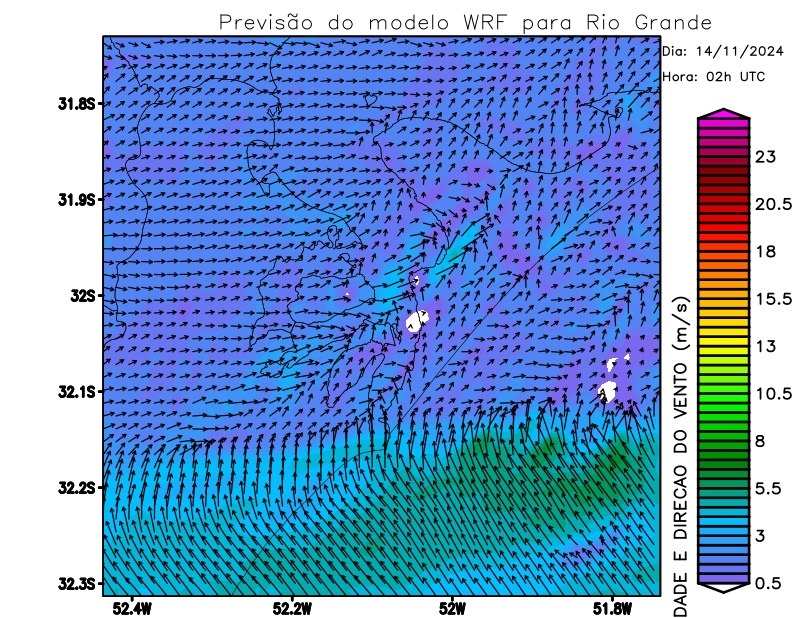 Previsão do modelo WRF para Rio Grande
Dia: 14/11/2024
Hora: 02h UTC
31.8S
31.9S
32S
32.1S
32.2S
32.3S
52.4W
52.2W
52W
51.8W
23
20.5
18
15.5
13
10.5
8
5.5
3
0.5
DADE E DIRECAO DO VENTO (m/s)